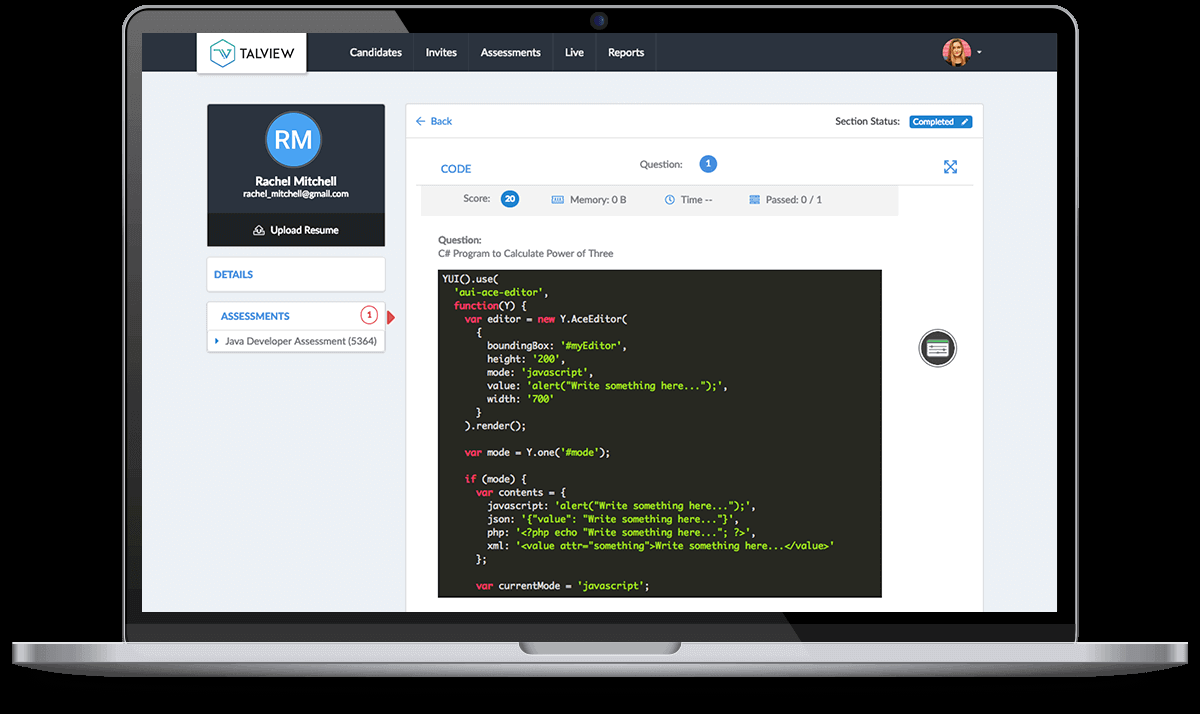 TALVIEW
Candidates Invites Assessments Live Reports
RM
Rachel Mitchell
rachel_mitchell@gmail.com
Upload Resume
DETAILS
ASSESSMENTS 1
Java Developer Assessment (5364)
Back Section Status: Completed
CODE Question: 1
Score: 20 Memory: 0 B Time -- Passed: 0 / 1
Question:
C# Program to Calculate Power of Three
YUI().use(
'aui-ace-editor',
function(Y) {
var editor = new Y.AceEditor(
{
boundingBox: '#myEditor',
height: '200',
mode: 'javascript',
value: 'alert("Write something here...");',
width: '700'
}
).render();
var mode = Y.one('#mode');
if (mode) {
var contents = {
javascript: 'alert("Write something here...");',
json: '{"value": "Write something here..."}',
php: '<?php echo "Write something here..."; ?>',
xml: '<value attr="something">Write something here...</value>'
};
var currentMode = 'javascript';